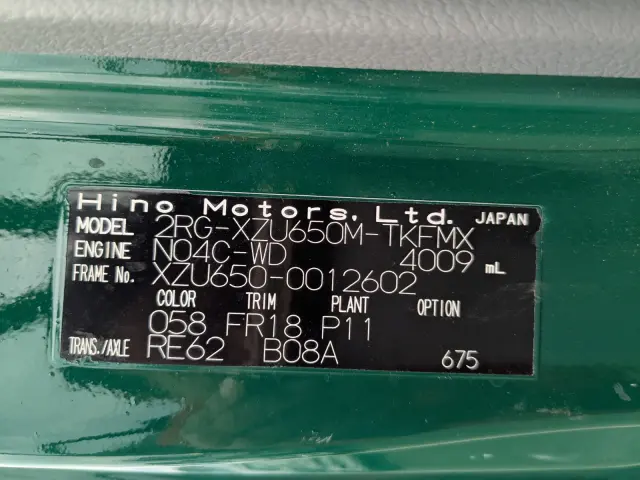 Hino Motors, Ltd. JAPAN
MODEL 2RG-XZU650M-TKFMX
ENGINE N04C-WD 4009 mL
FRAME No. XZU650-0012602
COLOR TRIM PLANT OPTION
058 FR18 P11
TRANS./AXLE RE62 B08A 675